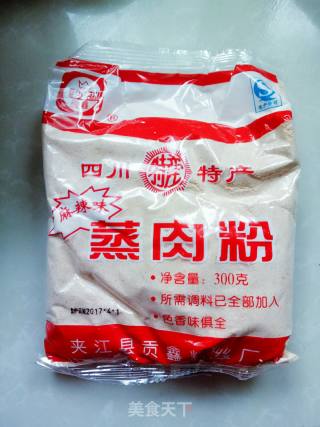 ®
四川 特产
麻辣味
蒸肉粉
·净含量：300克
·所需调料已全部加入
·色香味俱全
夹江县贡鑫
厂
美食天下